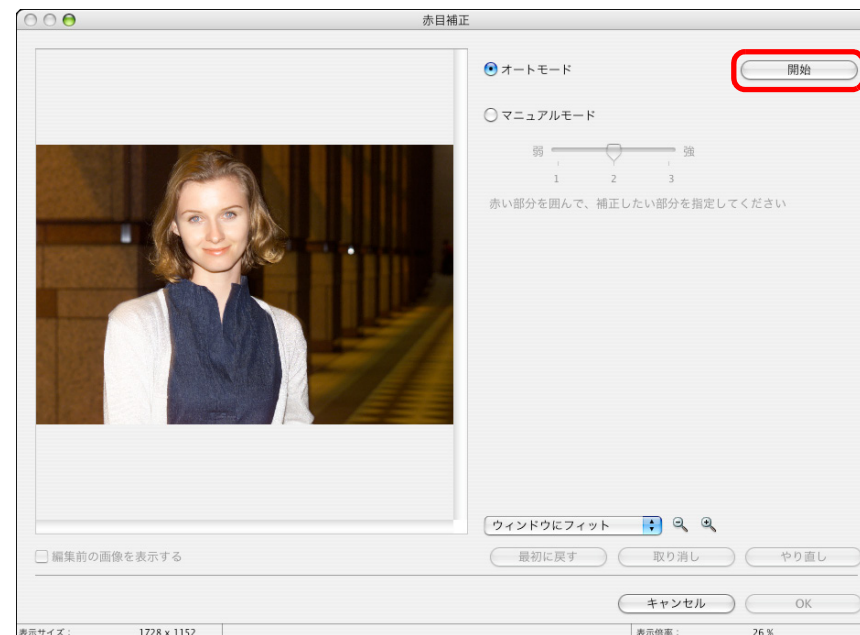 赤目補正
オートモード
開始
マニュアルモード
弱 強
1 2 3
赤い部分を囲んで、補正したい部分を指定してください
ウィンドウにフィット
編集前の画像を表示する
最初に戻す 取り消し やり直し
キャンセル OK
表示サイズ： 1728 x 1152 表示倍率： 26 %